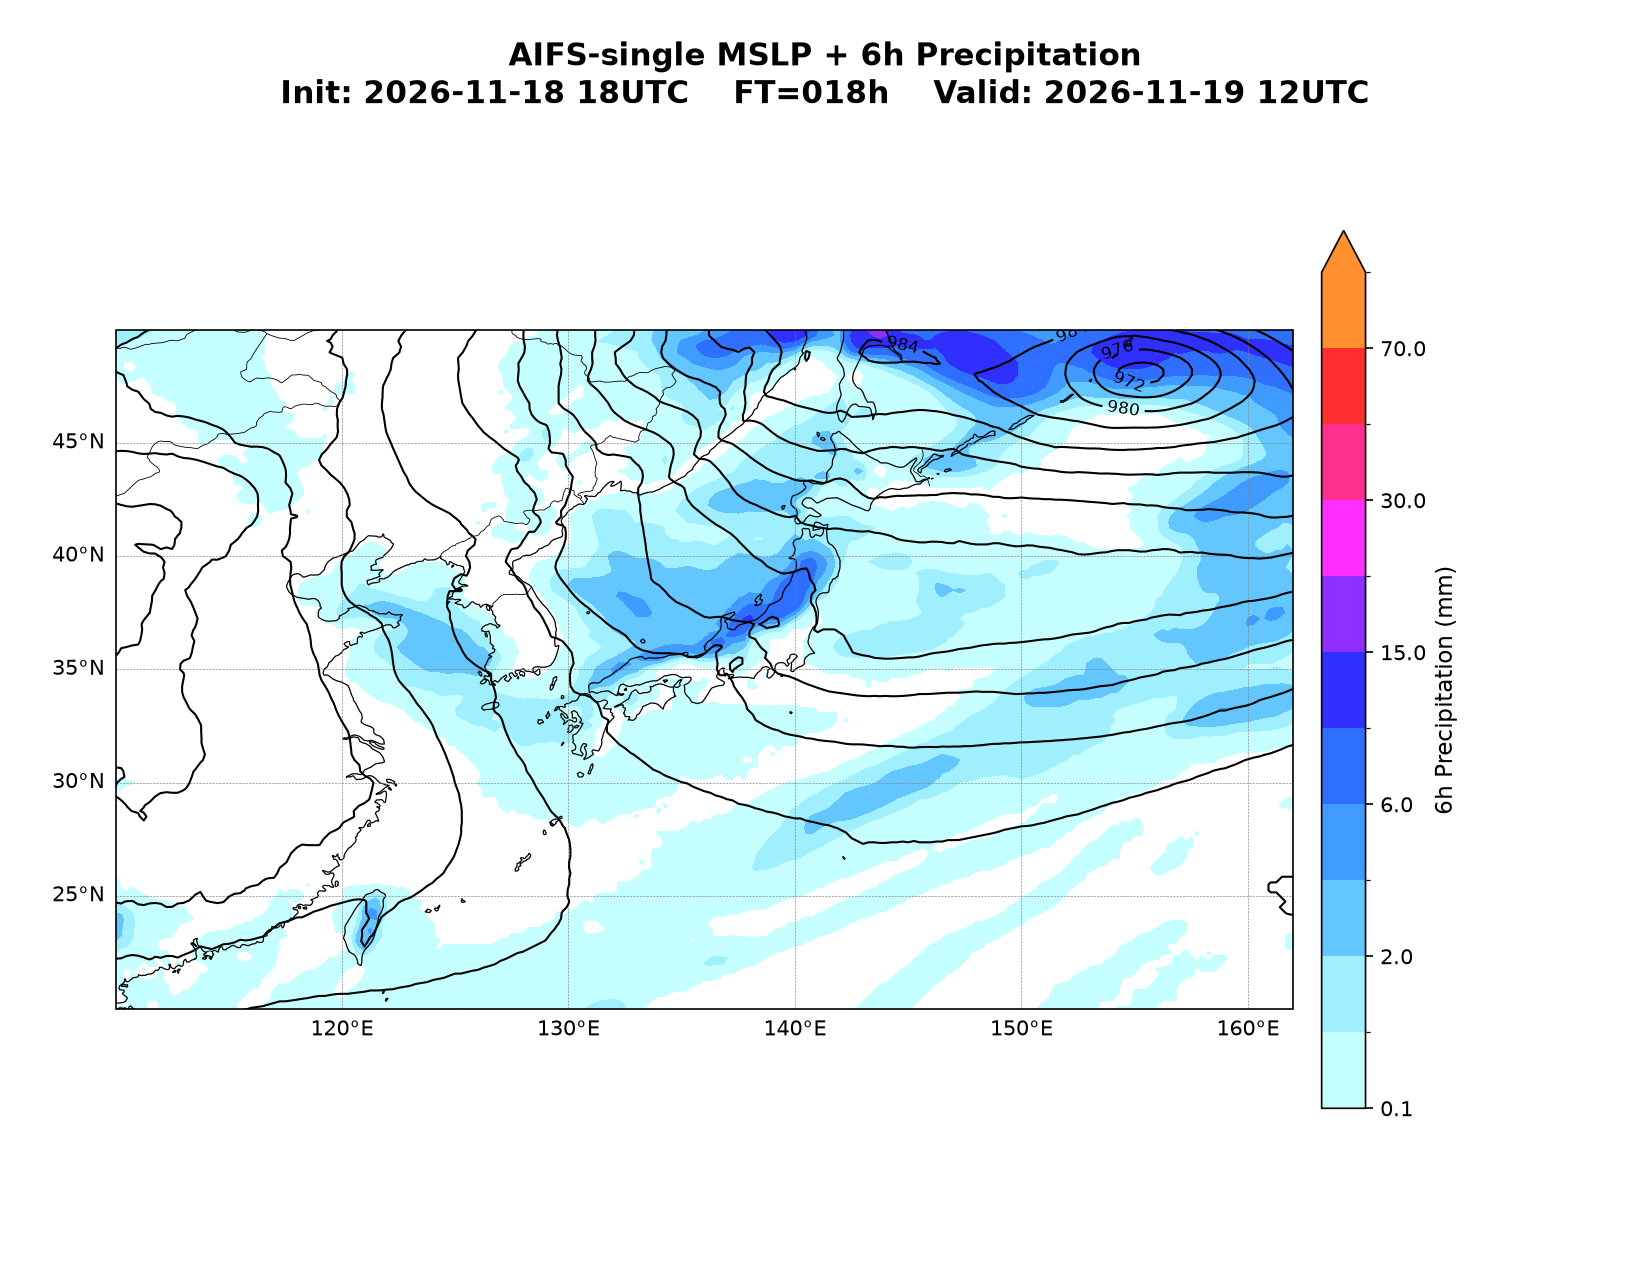 AIFS-single MSLP + 6h Precipitation
Init: 2026-11-18 18UTC    FT=018h    Valid: 2026-11-19 12UTC
984
976
972
980
45°N
40°N
35°N
30°N
25°N
120°E
130°E
140°E
150°E
160°E
70.0
30.0
15.0
6.0
2.0
0.1
6h Precipitation (mm)